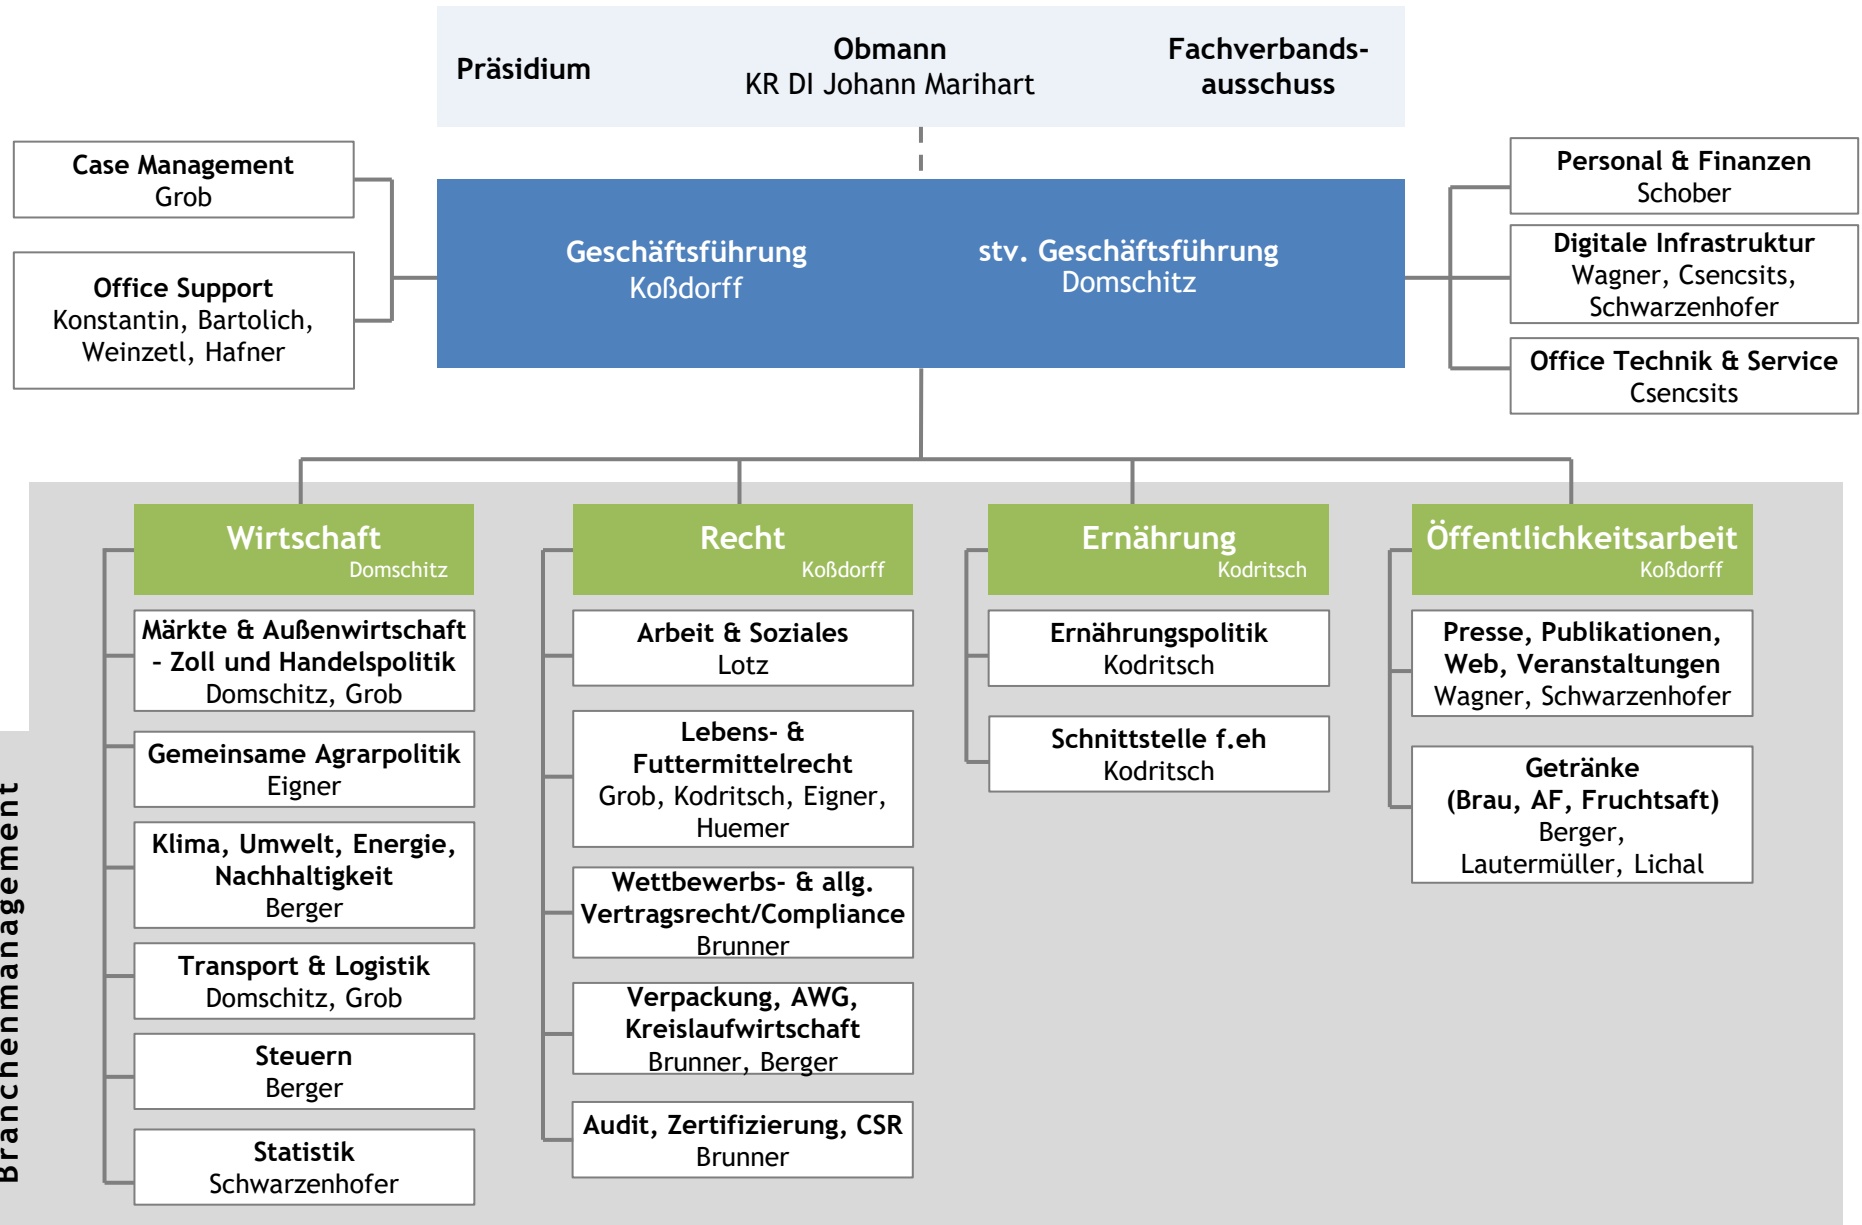 Präsidium
Obmann
KR DI Johann Marihart
Fachverbands-
ausschuss
Case Management
Grob
Office Support
Konstantin, Bartolich,
Weinzetl, Hafner
Geschäftsführung
Koßdorff
stv. Geschäftsführung
Domschitz
Personal & Finanzen
Schober
Digitale Infrastruktur
Wagner, Csencsits,
Schwarzenhofer
Office Technik & Service
Csencsits
Branchenmanagement
Wirtschaft
Domschitz
Märkte & Außenwirtschaft
– Zoll und Handelspolitik
Domschitz, Grob
Gemeinsame Agrarpolitik
Eigner
Klima, Umwelt, Energie,
Nachhaltigkeit
Berger
Transport & Logistik
Domschitz, Grob
Steuern
Berger
Statistik
Schwarzenhofer
Recht
Koßdorff
Arbeit & Soziales
Lotz
Lebens- &
Futtermittelrecht
Grob, Kodritsch, Eigner,
Huemer
Wettbewerbs- & allg.
Vertragsrecht/Compliance
Brunner
Verpackung, AWG,
Kreislaufwirtschaft
Brunner, Berger
Audit, Zertifizierung, CSR
Brunner
Ernährung
Kodritsch
Ernährungspolitik
Kodritsch
Schnittstelle f.eh
Kodritsch
Öffentlichkeitsarbeit
Koßdorff
Presse, Publikationen,
Web, Veranstaltungen
Wagner, Schwarzenhofer
Getränke
(Brau, AF, Fruchtsaft)
Berger,
Lautermüller, Lichal